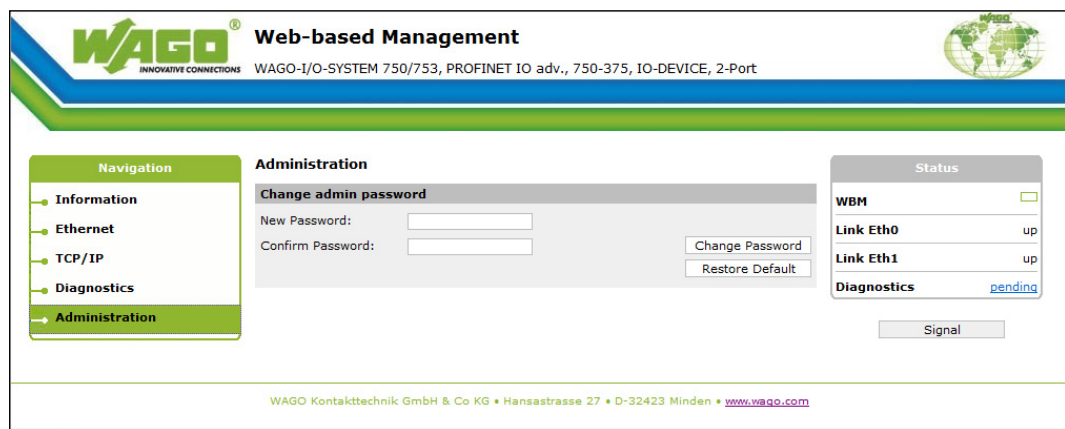 WAGO®
INNOVATIVE CONNECTIONS
Web-based Management
WAGO-I/O-SYSTEM 750/753, PROFINET IO adv., 750-375, IO-DEVICE, 2-Port
WAGO
Navigation
Information
Ethernet
TCP/IP
Diagnostics
Administration
Administration
Change admin password
New Password:
Confirm Password:
Change Password
Restore Default
Status
WBM
Link Eth0 up
Link Eth1 up
Diagnostics pending
Signal
WAGO Kontakttechnik GmbH & Co KG • Hansastrasse 27 • D-32423 Minden • www.wago.com